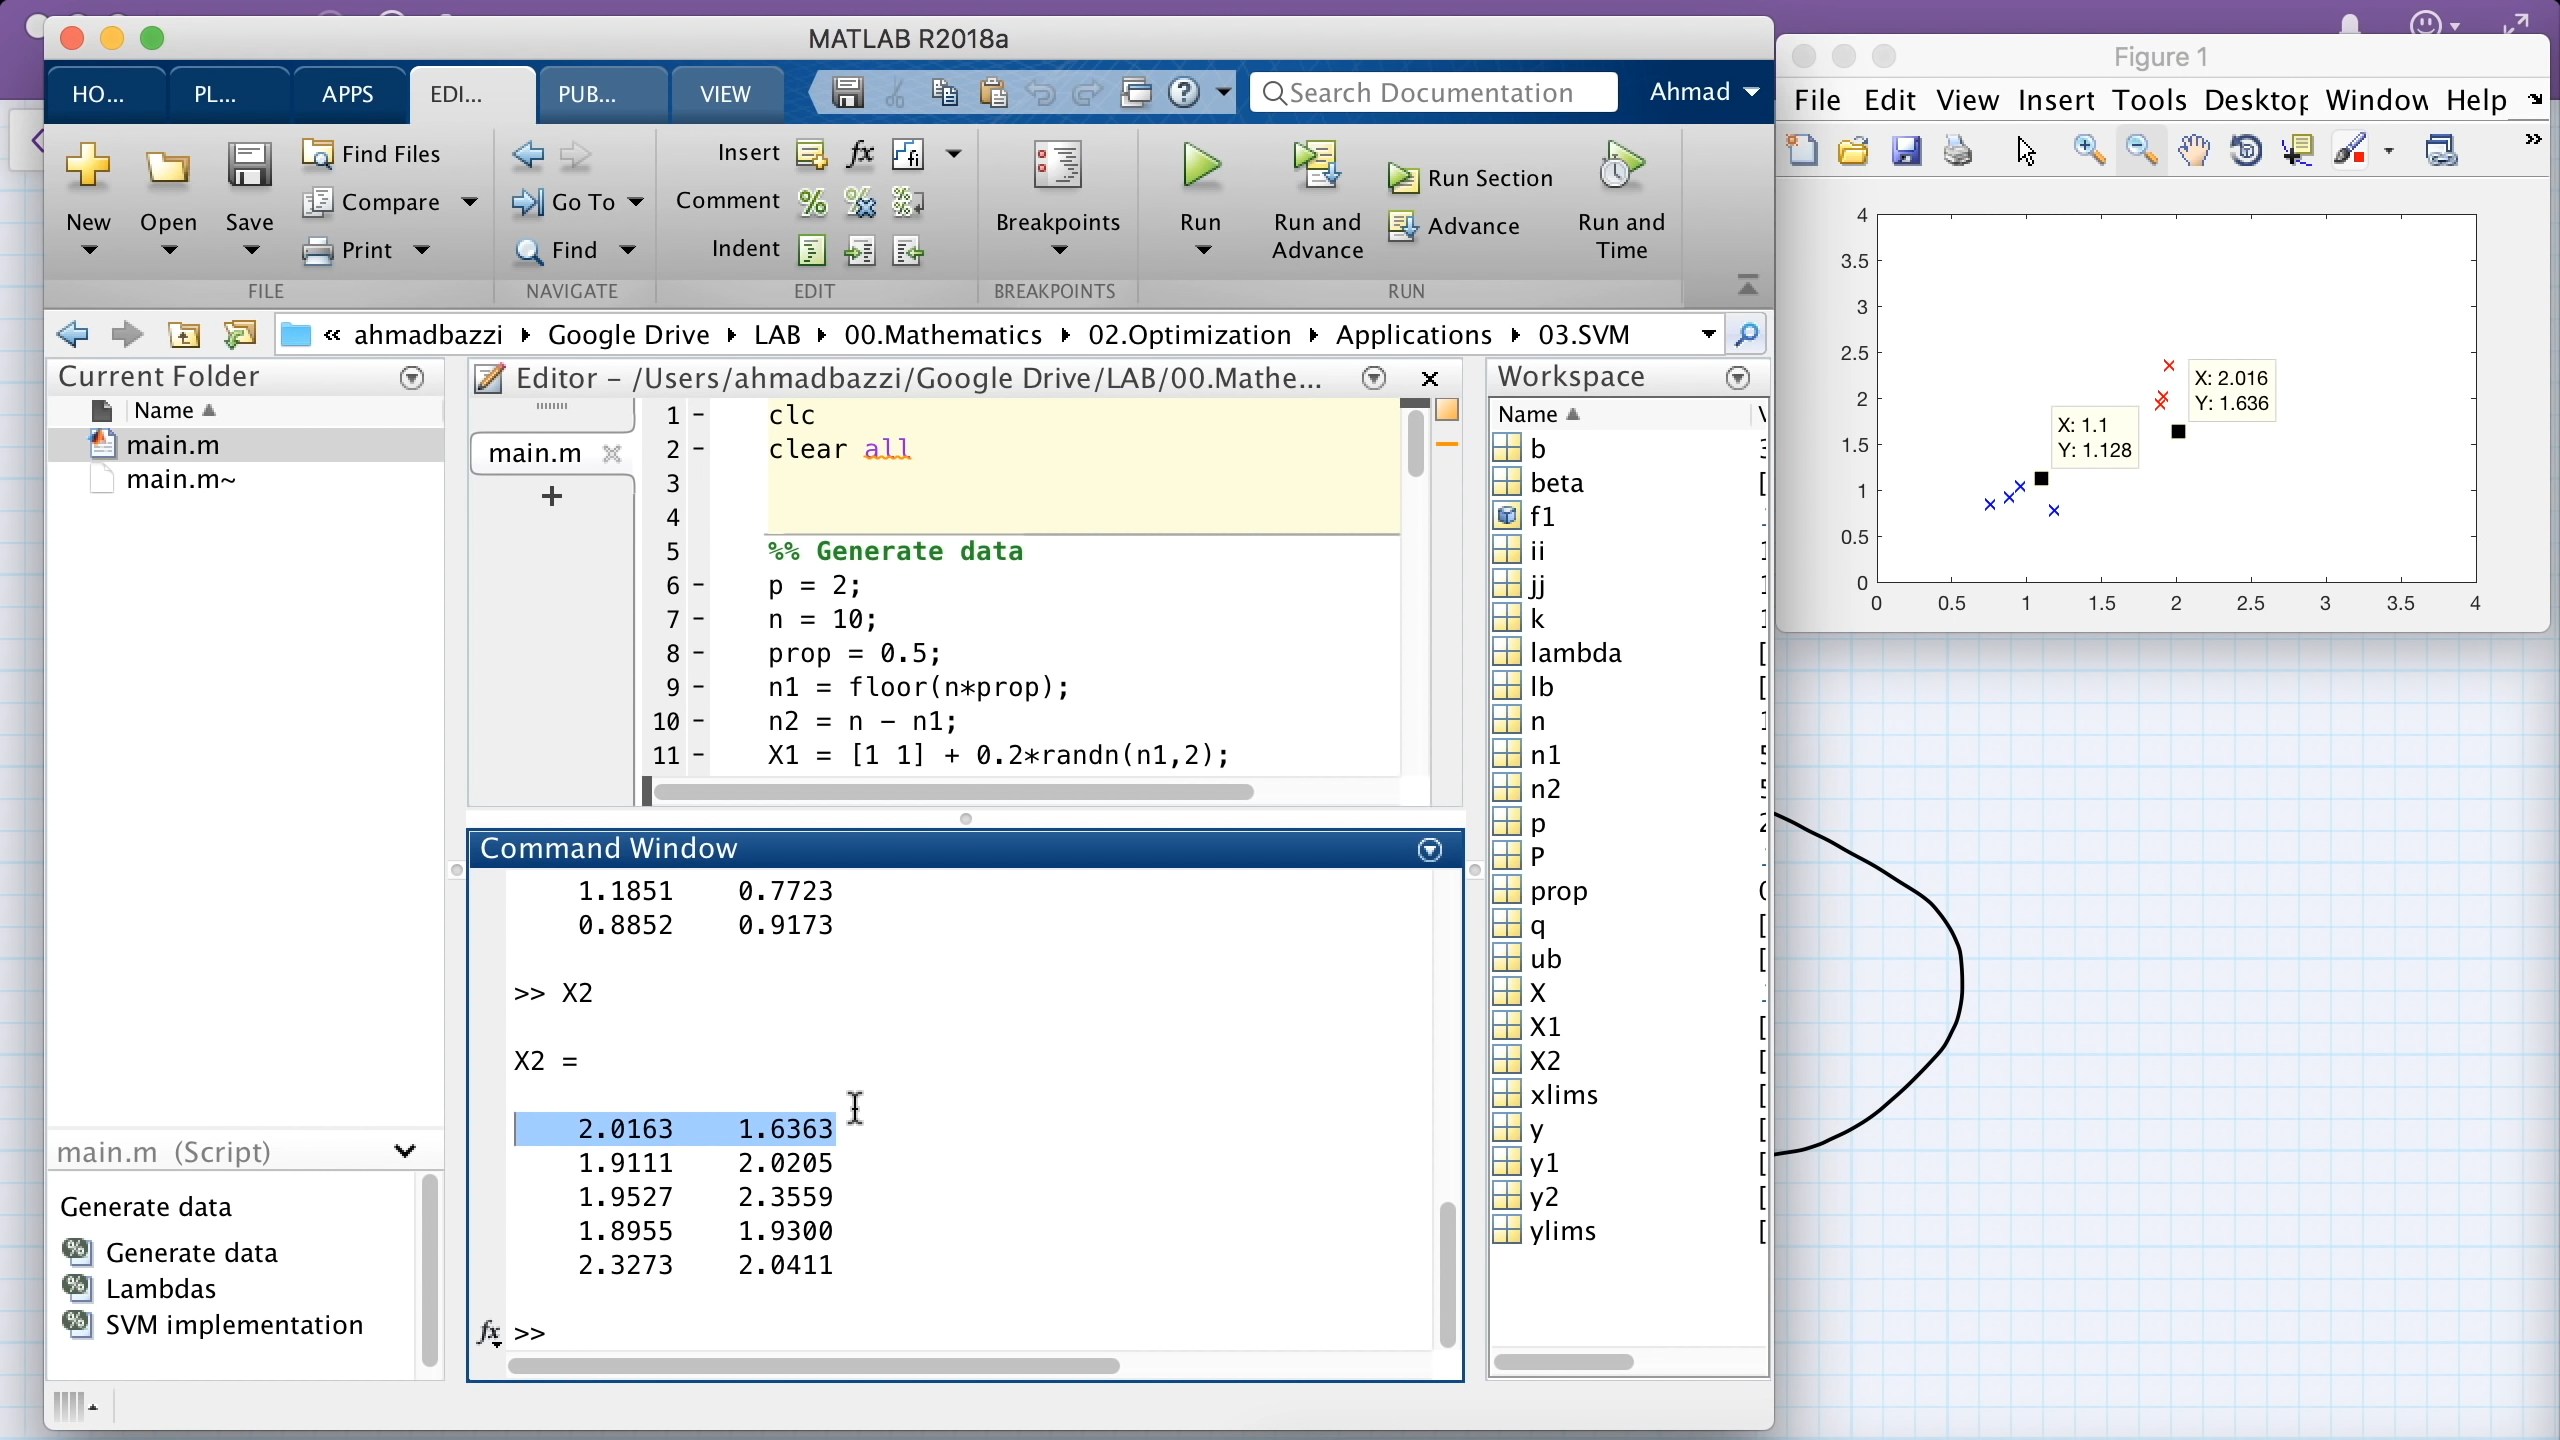 MATLAB R2018a
HO...
PL...
APPS
EDI...
PUB...
VIEW
Search Documentation
Ahmad
New
Open
Save
Find Files
Compare
Print
FILE
Go To
Find
NAVIGATE
Insert
fx
fi
Comment
Indent
EDIT
Breakpoints
BREAKPOINTS
Run
Run and Advance
Run Section
Advance
Run and Time
RUN
« ahmadbazzi ▸ Google Drive ▸ LAB ▸ 00.Mathematics ▸ 02.Optimization ▸ Applications ▸ 03.SVM
Current Folder
Name
main.m
main.m~
main.m (Script)
Generate data
Generate data
Lambdas
SVM implementation
Editor - /Users/ahmadbazzi/Google Drive/LAB/00.Mathe...
main.m
+
1 - clc
2 - clear all
3
4
5 %% Generate data
6 - p = 2;
7 - n = 10;
8 - prop = 0.5;
9 - n1 = floor(n*prop);
10 - n2 = n - n1;
11 - X1 = [1 1] + 0.2*randn(n1,2);
Command Window
1.1851 0.7723
0.8852 0.9173
>> X2
X2 =
2.0163 1.6363
1.9111 2.0205
1.9527 2.3559
1.8955 1.9300
2.3273 2.0411
fx >>
Workspace
Name
b
beta
f1
ii
jj
k
lambda
lb
n
n1
n2
p
P
prop
q
ub
X
X1
X2
xlims
y
y1
y2
ylims
Figure 1
File Edit View Insert Tools Desktop Window Help
4
3.5
3
2.5
2
1.5
1
0.5
0
0 0.5 1 1.5 2 2.5 3 3.5 4
X: 2.016
Y: 1.636
X: 1.1
Y: 1.128